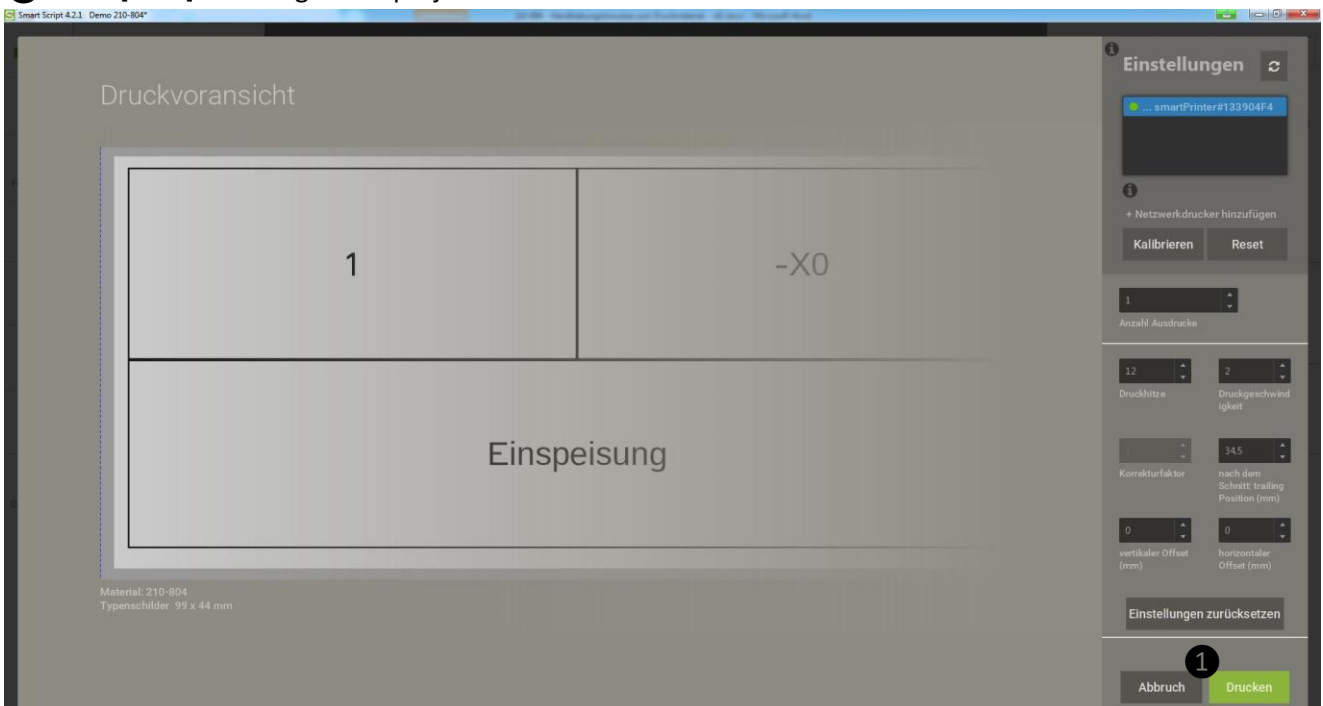 Smart Script 4.2.1 Demo 210-804*
Druckvoransicht
1
-X0
Einspeisung
Material: 210-804
Typenschilder 99 x 44 mm
Einstellungen
... smartPrinter#133904F4
+ Netzwerkdrucker hinzufügen
Kalibrieren Reset
1
Anzahl Ausdrucke
12 2
Druckhitze
Druckgeschwind
igkeit
34,5
Korrekturfaktor
nach dem
Schnitt: trailing
Position (mm)
0 0
vertikaler Offset
(mm)
horizontaler
Offset (mm)
Einstellungen zurücksetzen
1
Abbruch Drucken